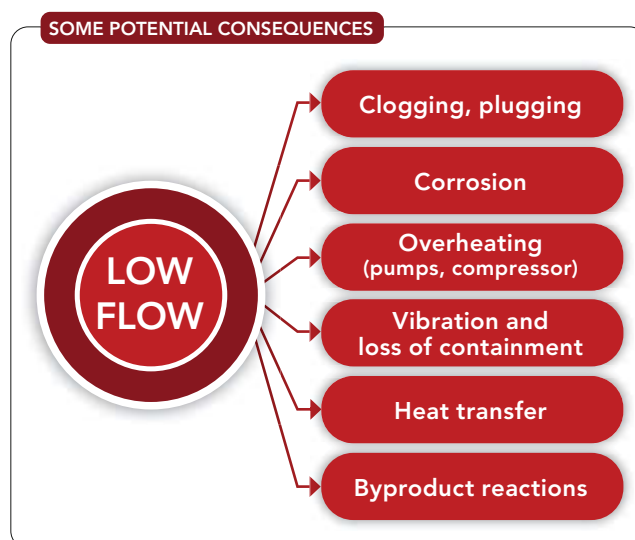 SOME POTENTIAL CONSEQUENCES
LOW
FLOW
Clogging, plugging
Corrosion
Overheating
(pumps, compressor)
Vibration and
loss of containment
Heat transfer
Byproduct reactions